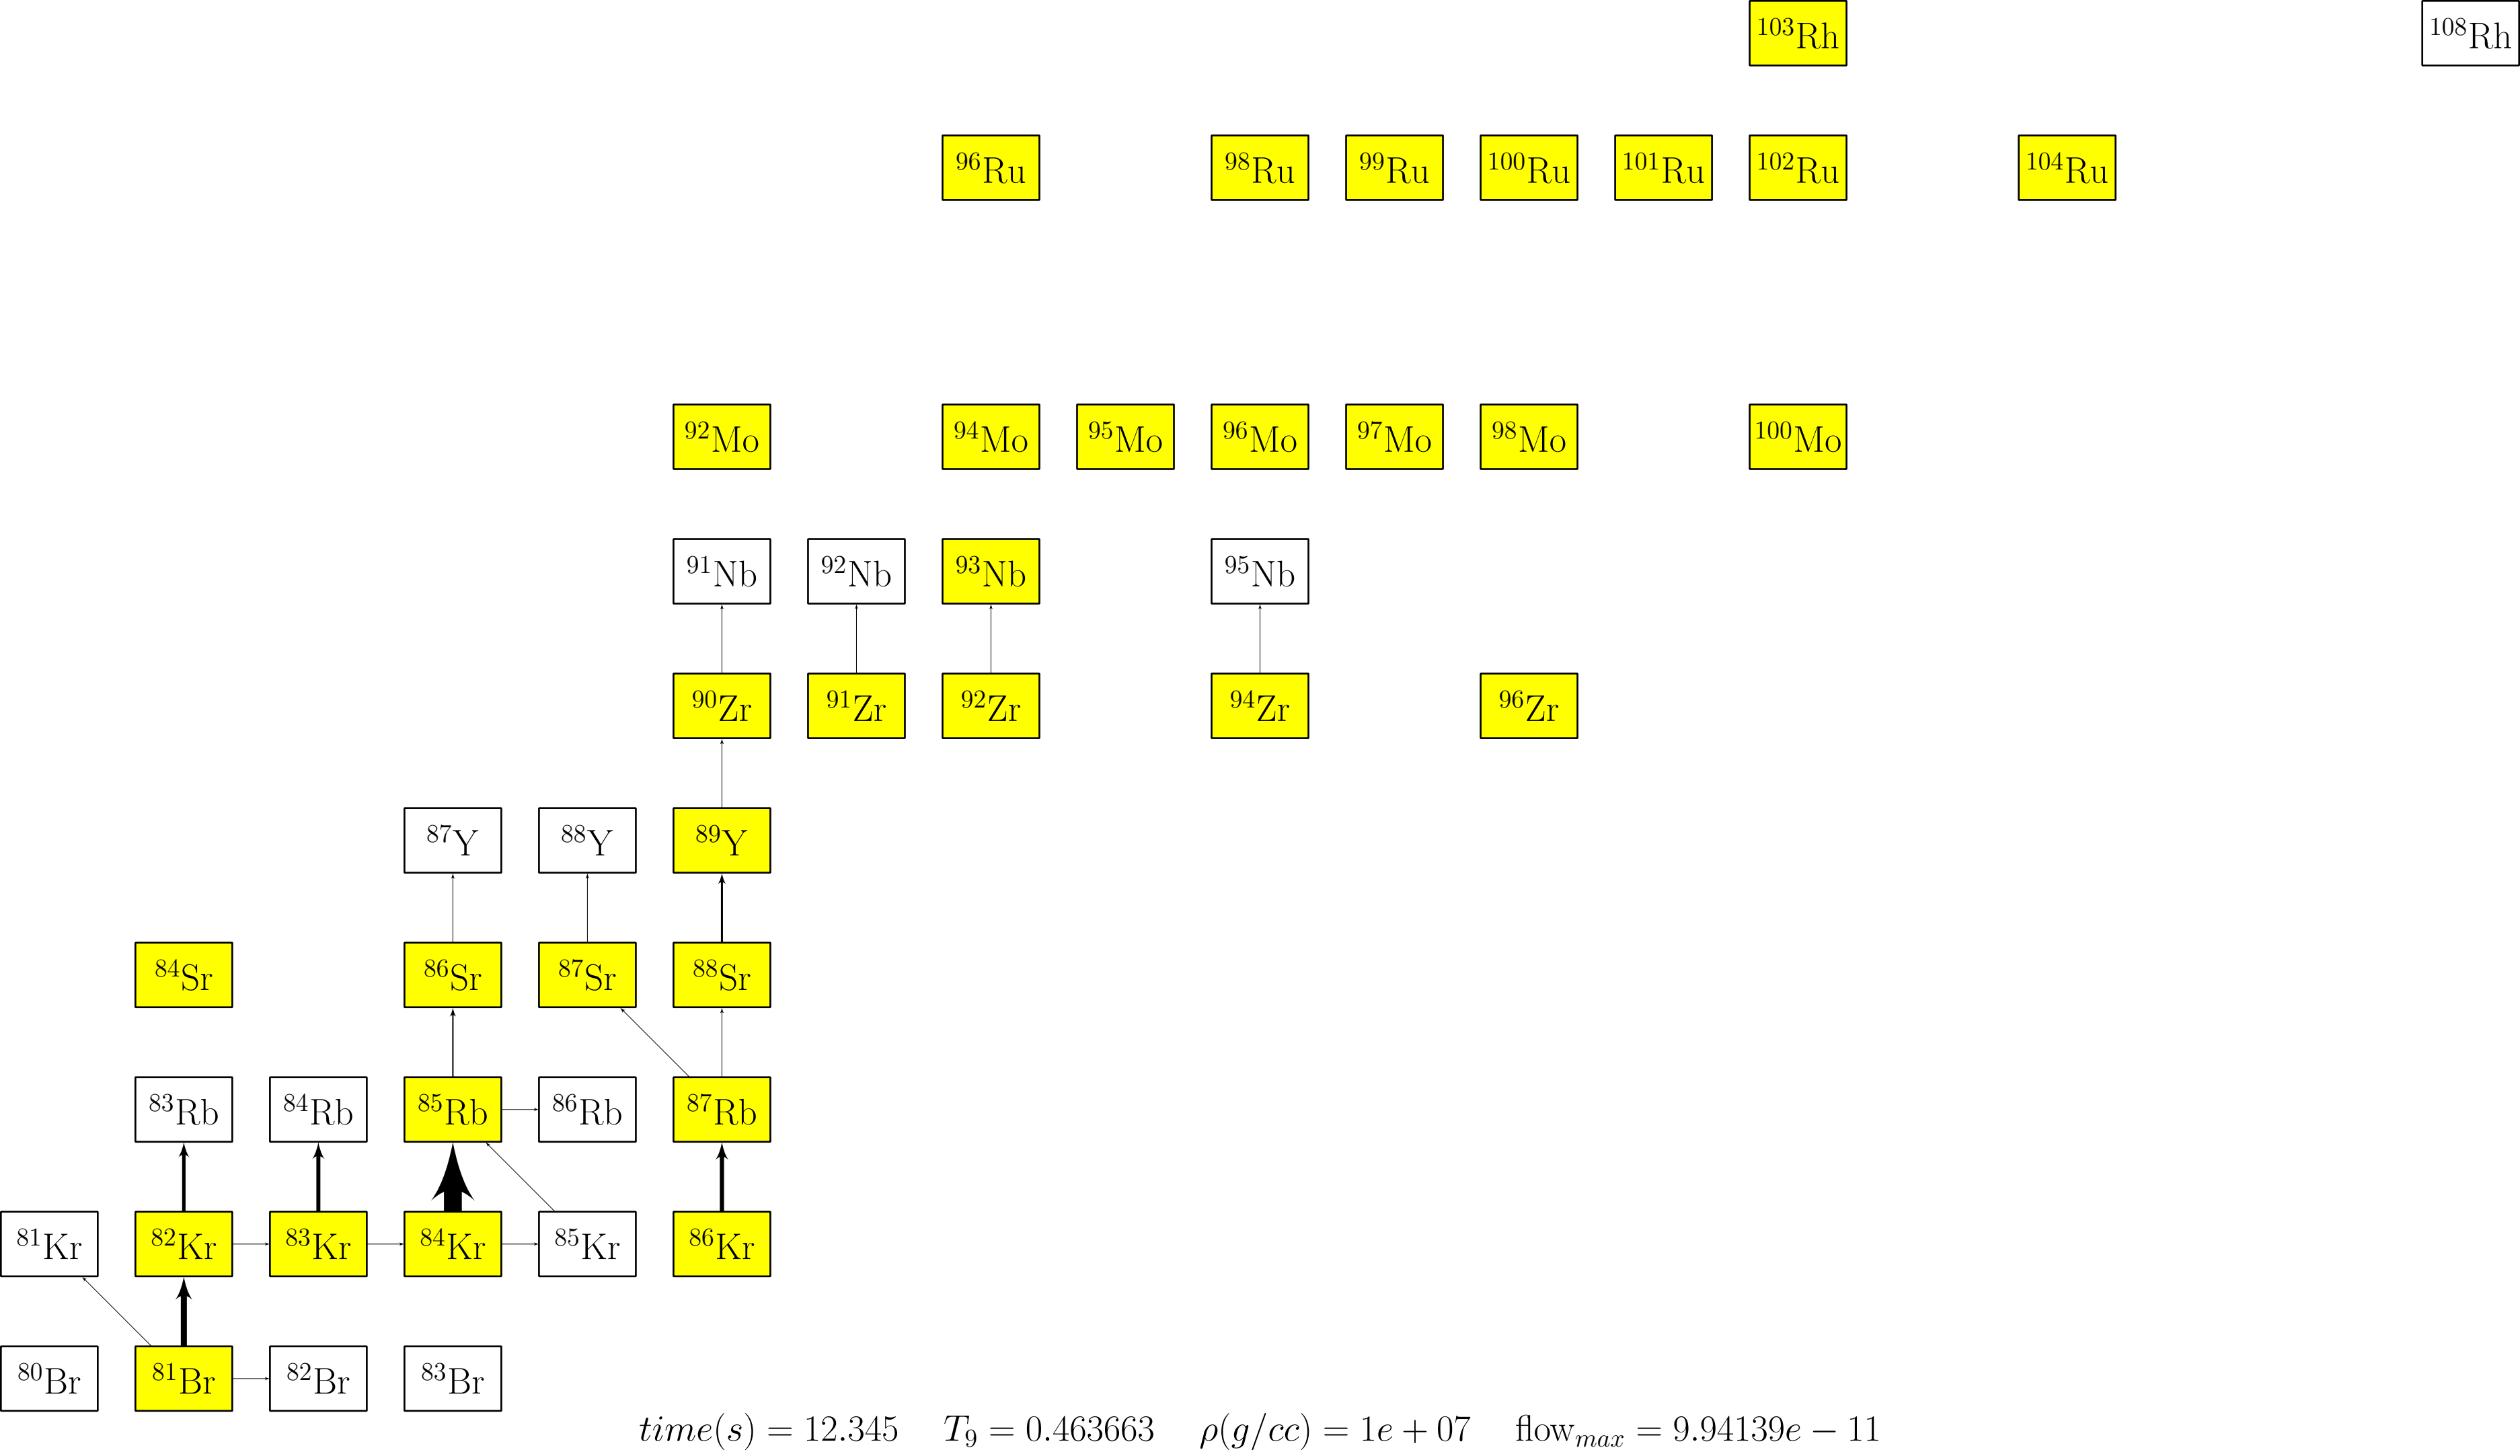 ¹⁰³Rh ¹⁰⁸Rh
⁹⁶Ru ⁹⁸Ru ⁹⁹Ru ¹⁰⁰Ru ¹⁰¹Ru ¹⁰²Ru ¹⁰⁴Ru
⁹²Mo ⁹⁴Mo ⁹⁵Mo ⁹⁶Mo ⁹⁷Mo ⁹⁸Mo ¹⁰⁰Mo
⁹¹Nb ⁹²Nb ⁹³Nb ⁹⁵Nb
⁹⁰Zr ⁹¹Zr ⁹²Zr ⁹⁴Zr ⁹⁶Zr
⁸⁷Y ⁸⁸Y ⁸⁹Y
⁸⁴Sr ⁸⁶Sr ⁸⁷Sr ⁸⁸Sr
⁸³Rb ⁸⁴Rb ⁸⁵Rb ⁸⁶Rb ⁸⁷Rb
⁸¹Kr ⁸²Kr ⁸³Kr ⁸⁴Kr ⁸⁵Kr ⁸⁶Kr
⁸⁰Br ⁸¹Br ⁸²Br ⁸³Br
time(s) = 12.345 T₉ = 0.463663 ρ(g/cc) = 1e + 07 flowₘₐₓ = 9.94139e − 11